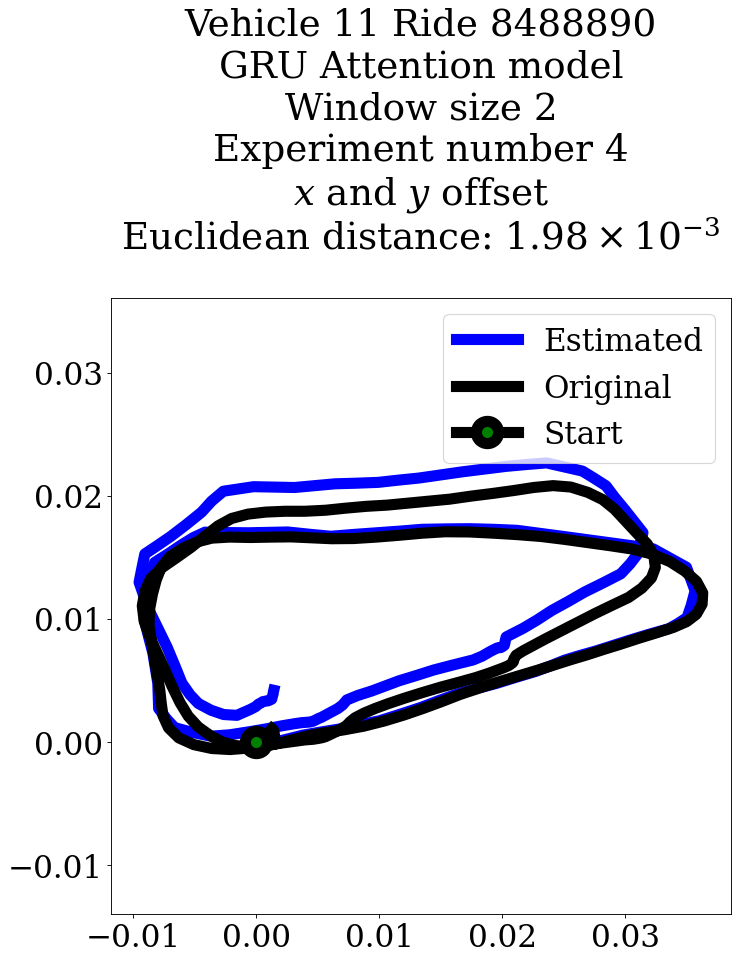 Vehicle 11 Ride 8488890
GRU Attention model
Window size 2
Experiment number 4
x and y offset
Euclidean distance: 1.98 × 10⁻³
Estimated
Original
Start
0.03
0.02
0.01
0.00
−0.01
−0.01 0.00 0.01 0.02 0.03